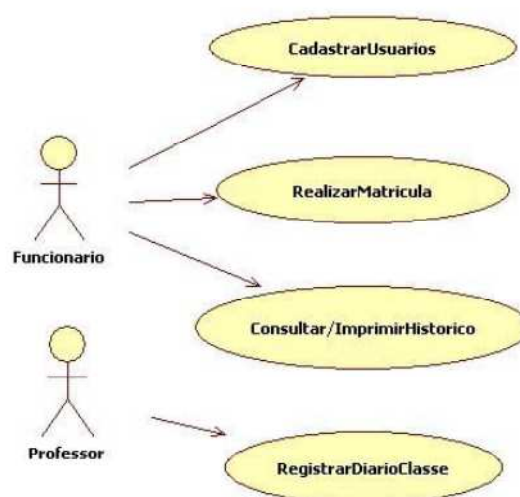 CadastrarUsuarios
RealizarMatricula
Funcionario
Consultar/ImprimirHistorico
Professor
RegistrarDiarioClasse